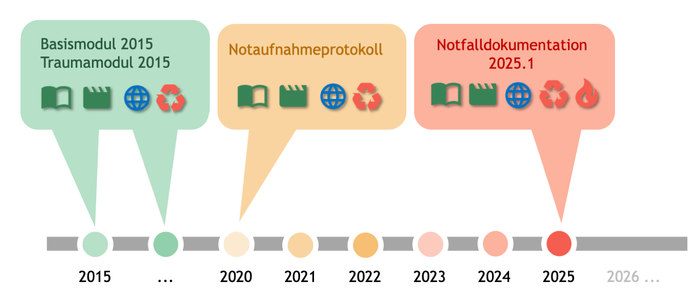 Basismodul 2015
Traumamodul 2015
Notaufnahmeprotokoll
Notfalldokumentation
2025.1
2015
...
2020
2021
2022
2023
2024
2025
2026 ...